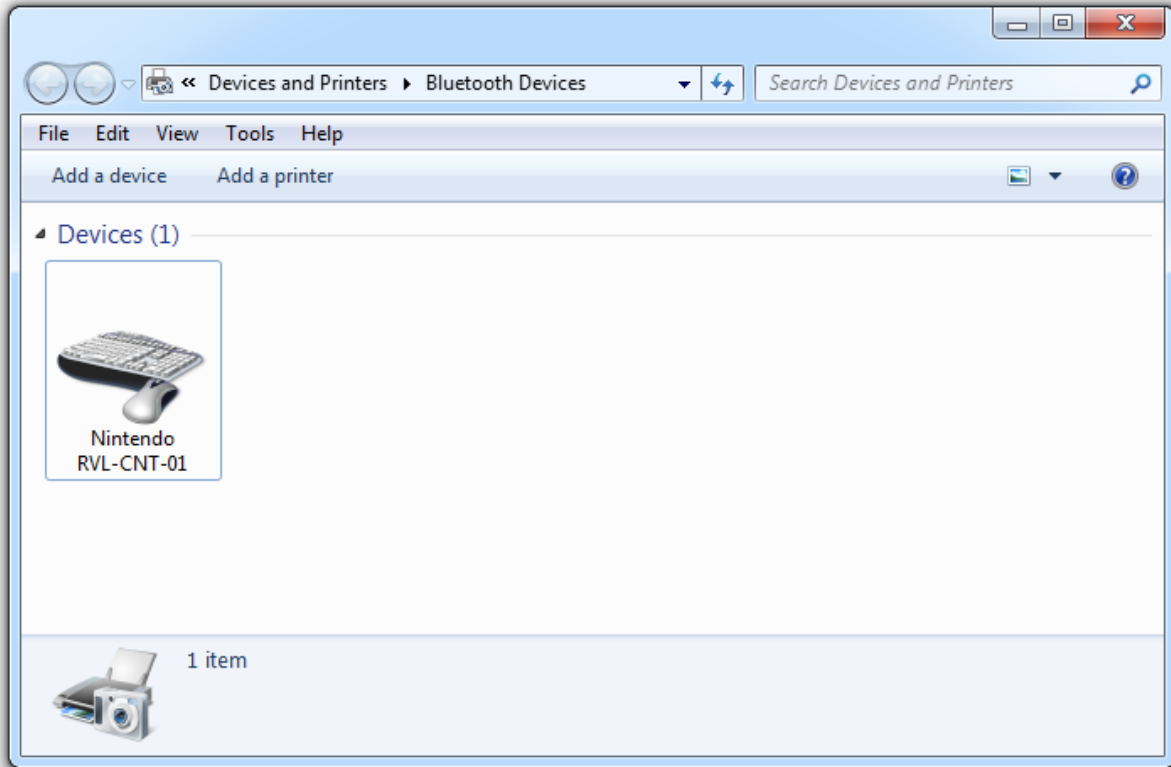 « Devices and Printers ▸ Bluetooth Devices
Search Devices and Printers
File Edit View Tools Help
Add a device Add a printer
Devices (1)
Nintendo
RVL-CNT-01
1 item